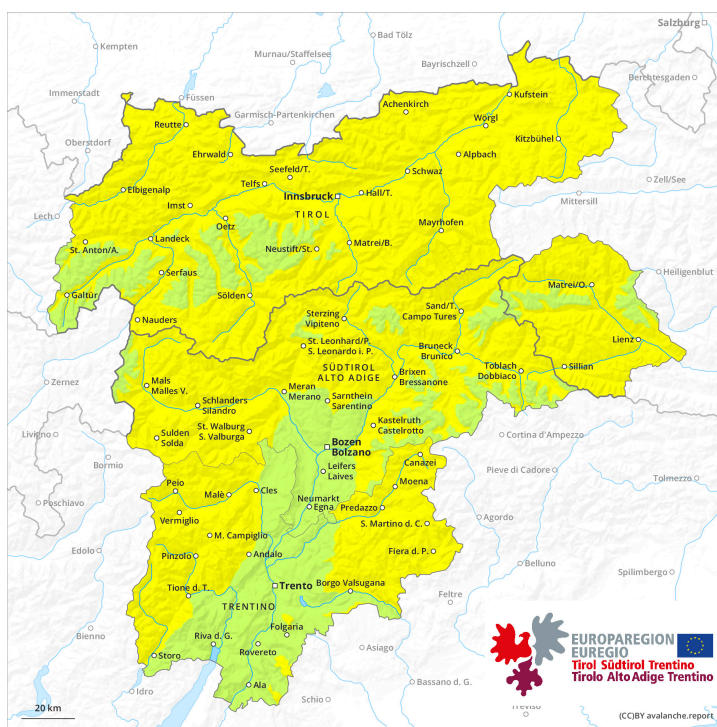 Salzburg
Bad Tölz
Kempten
Murnau/Staffelsee
Bayrischzell
Berchtesgaden
Immenstadt
Füssen
Kufstein
Achenkirch
Garmisch-Partenkirchen
Wörgl
Reutte
Kitzbühel
Oberstdorf
Ehrwald
Alpbach
Seefeld/T.
Schwaz
Zell/See
Telfs
Elbigenalp
Innsbruck
Hall/T.
Mittersill
Imst
TIROL
Lech
Oetz
Mayrhofen
Landeck
Neustift/St.
Matrei/B.
St. Anton/A.
Serfaus
Heiligenblut
Galtür
Sölden
Matrei/O.
Nauders
Sterzing
Vipiteno
Sand/T.
Campo Tures
Lienz
St. Leonhard/P.
S. Leonardo i. P.
Bruneck
Brunico
SÜDTIROL
ALTO ADIGE
Toblach
Dobbiaco
Sillian
Brixen
Bressanone
Zernez
Mals
Malles V.
Meran
Merano
Sarnthein
Sarentino
Schlanders
Silandro
Kastelruth
Castelrotto
St. Walburg
S. Valburga
Livigno
Sulden
Solda
Cortina d'Ampezzo
Bozen
Bolzano
Bormio
Canazei
Pieve di Cadore
Leifers
Laives
Tolmezzo
Peio
Moena
Malè
Cles
Neumarkt
Egna
Poschiavo
Predazzo
Vermiglio
Agordo
S. Martino d. C.
M. Campiglio
Edolo
Pinzolo
Andalo
Fiera d. P.
Belluno
Spilimbergo
Tione d. T.
Trento
Borgo Valsugana
Feltre
TRENTINO
Bienno
Riva d. G.
Folgaria
Storo
Rovereto
Asiago
EUROPAREGION
EUREGIO
Tirol Südtirol Trentino
Tirolo Alto Adige Trentino
Idro
Ala
Bassano d. G.
Schio
Treviso
20 km
(CC)BY avalanche.report